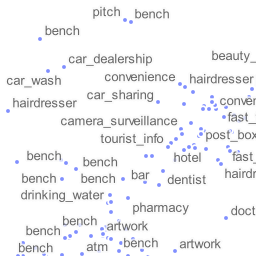 pitch
bench
bench
car_dealership
beauty_
car_wash
convenience
hairdresser
hairdresser
car_sharing
conver
camera_surveillance
fast_
tourist_info
post_box
bench
bench
hotel
fast_
bench
bench
bar
dentist
hairdr
drinking_water
pharmacy
doct
bench
artwork
bench
bench
atm
bench
artwork